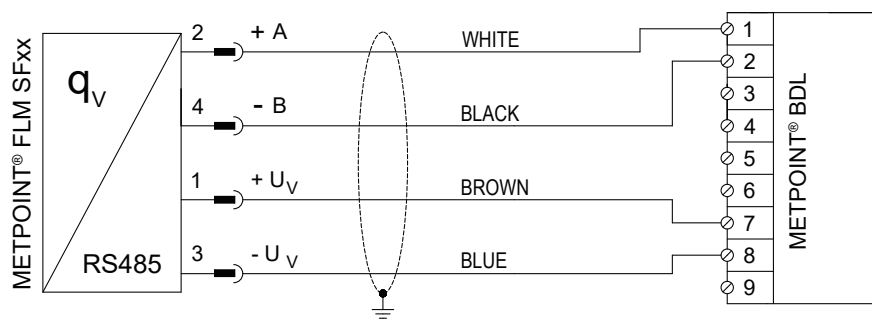 METPOINT® FLM SFxx
qV
RS485
2 + A WHITE
4 - B BLACK
1 + UV BROWN
3 - UV BLUE
1
2
3
4
5
6
7
8
9
METPOINT® BDL